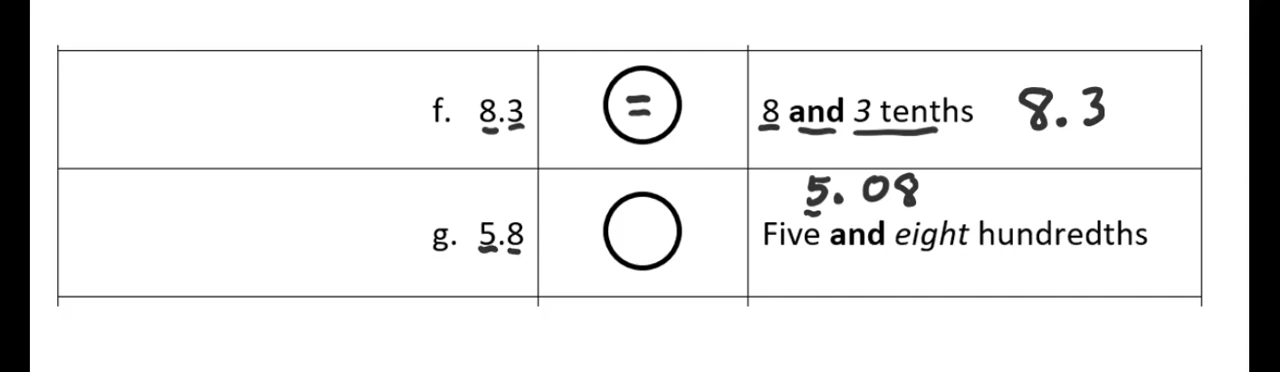 f. 8.3 = 8 and 3 tenths 8.3
5.08
g. 5.8 Five and eight hundredths